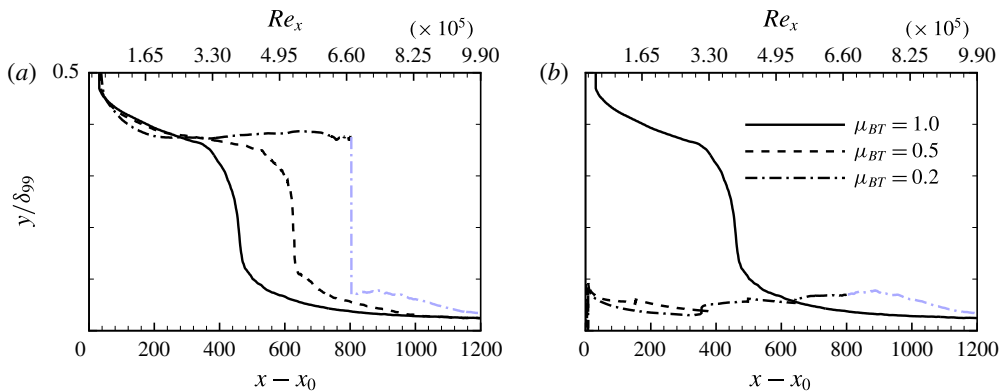 Re_x (× 10^5) Re_x (× 10^5)
(a) 1.65 3.30 4.95 6.60 8.25 9.90 (b) 1.65 3.30 4.95 6.60 8.25 9.90
0.5
μ_BT = 1.0
μ_BT = 0.5
μ_BT = 0.2
y/δ_99
0 200 400 600 800 1000 1200 0 200 400 600 800 1000 1200
x − x_0 x − x_0